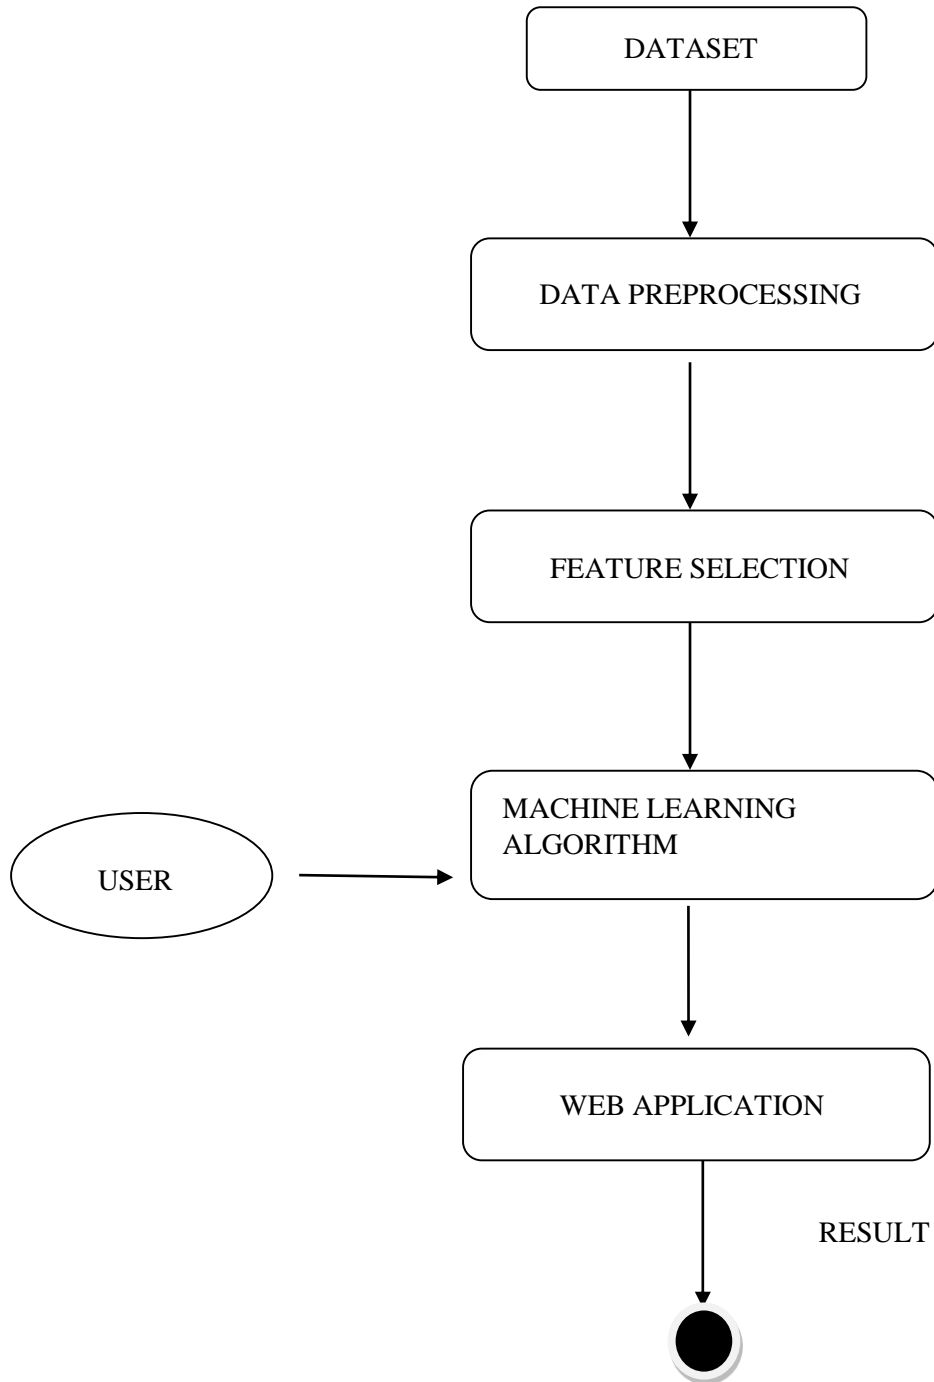 DATASET
DATA PREPROCESSING
FEATURE SELECTION
MACHINE LEARNING
ALGORITHM
USER
WEB APPLICATION
RESULT